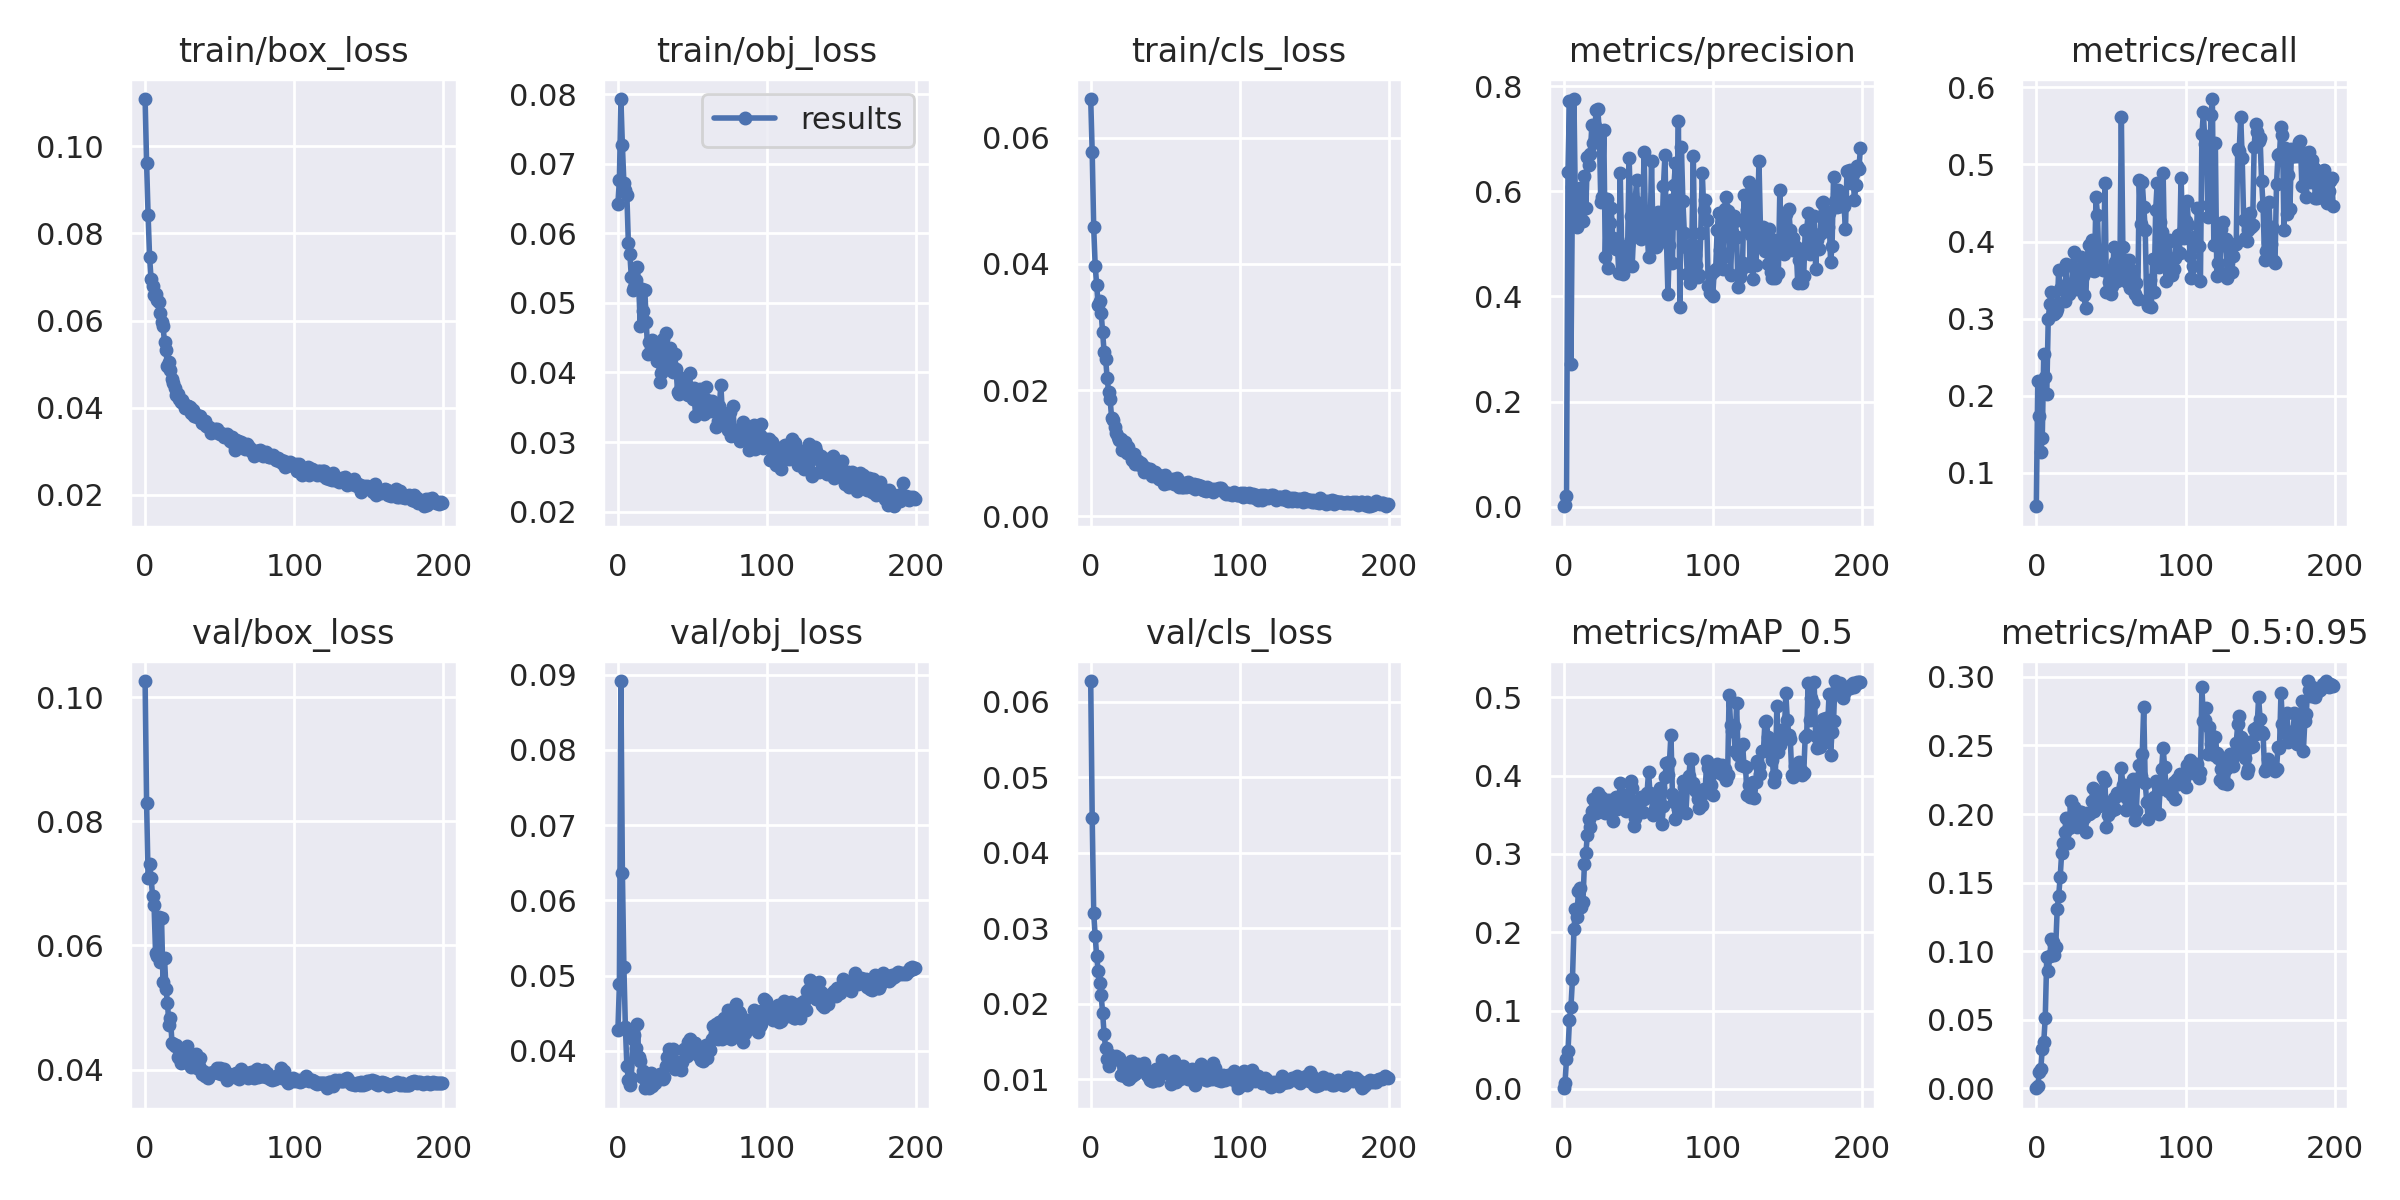 train/box_loss
0.10
0.08
0.06
0.04
0.02
0 100 200
train/obj_loss
results
0.08
0.07
0.06
0.05
0.04
0.03
0.02
0 100 200
train/cls_loss
0.06
0.04
0.02
0.00
0 100 200
metrics/precision
0.8
0.6
0.4
0.2
0.0
0 100 200
metrics/recall
0.6
0.5
0.4
0.3
0.2
0.1
0 100 200
val/box_loss
0.10
0.08
0.06
0.04
0 100 200
val/obj_loss
0.09
0.08
0.07
0.06
0.05
0.04
0 100 200
val/cls_loss
0.06
0.05
0.04
0.03
0.02
0.01
0 100 200
metrics/mAP_0.5
0.5
0.4
0.3
0.2
0.1
0.0
0 100 200
metrics/mAP_0.5:0.95
0.30
0.25
0.20
0.15
0.10
0.05
0.00
0 100 200